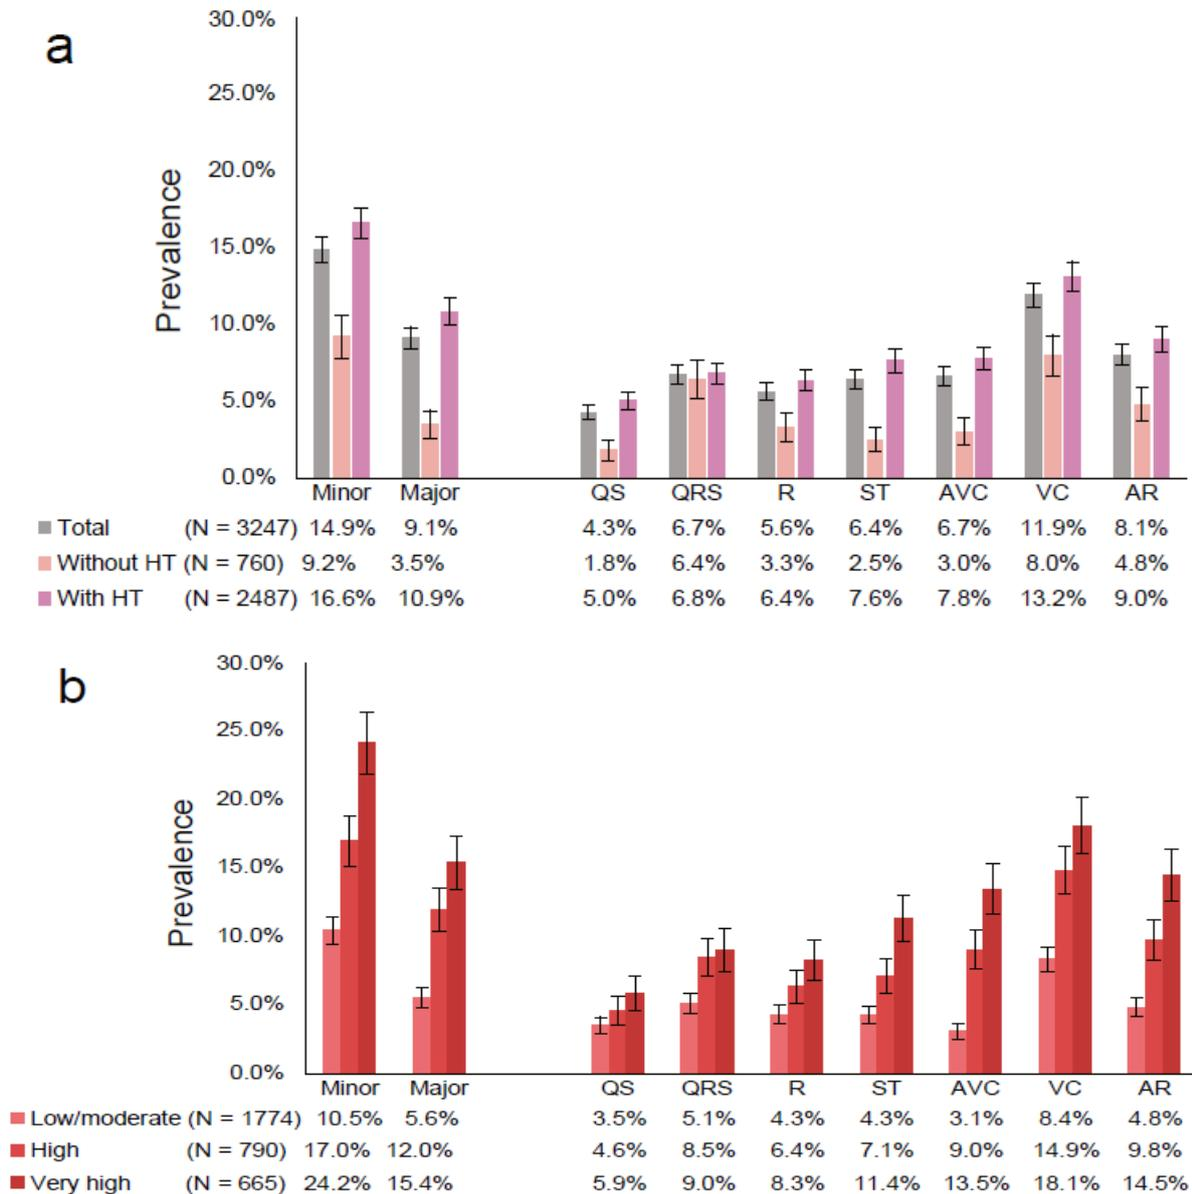 a
30.0%
25.0%
20.0%
15.0%
10.0%
5.0%
0.0%
Prevalence
Minor Major QS QRS R ST AVC VC AR
Total (N = 3247) 14.9% 9.1% 4.3% 6.7% 5.6% 6.4% 6.7% 11.9% 8.1%
Without HT (N = 760) 9.2% 3.5% 1.8% 6.4% 3.3% 2.5% 3.0% 8.0% 4.8%
With HT (N = 2487) 16.6% 10.9% 5.0% 6.8% 6.4% 7.6% 7.8% 13.2% 9.0%
b
30.0%
25.0%
20.0%
15.0%
10.0%
5.0%
0.0%
Prevalence
Minor Major QS QRS R ST AVC VC AR
Low/moderate (N = 1774) 10.5% 5.6% 3.5% 5.1% 4.3% 4.3% 3.1% 8.4% 4.8%
High (N = 790) 17.0% 12.0% 4.6% 8.5% 6.4% 7.1% 9.0% 14.9% 9.8%
Very high (N = 665) 24.2% 15.4% 5.9% 9.0% 8.3% 11.4% 13.5% 18.1% 14.5%